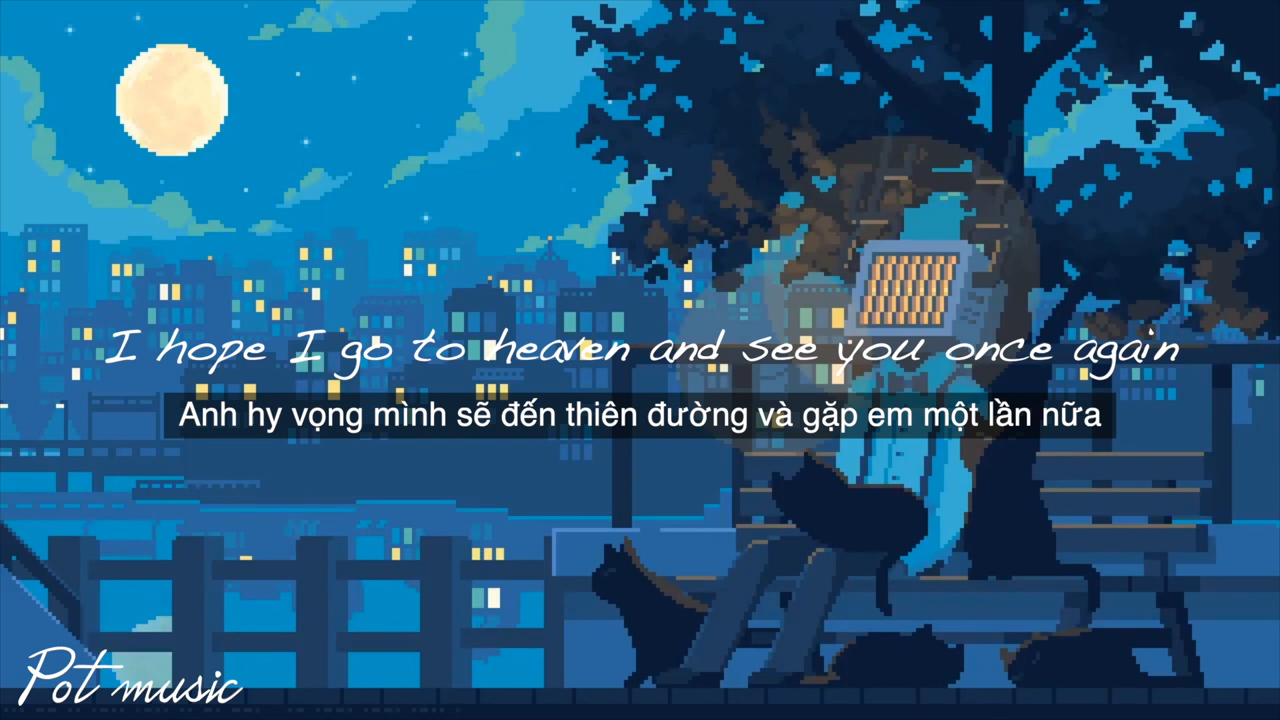 I hope I go to heaven and see you once again
Anh hy vọng mình sẽ đến thiên đường và gặp em một lần nữa
Pot music